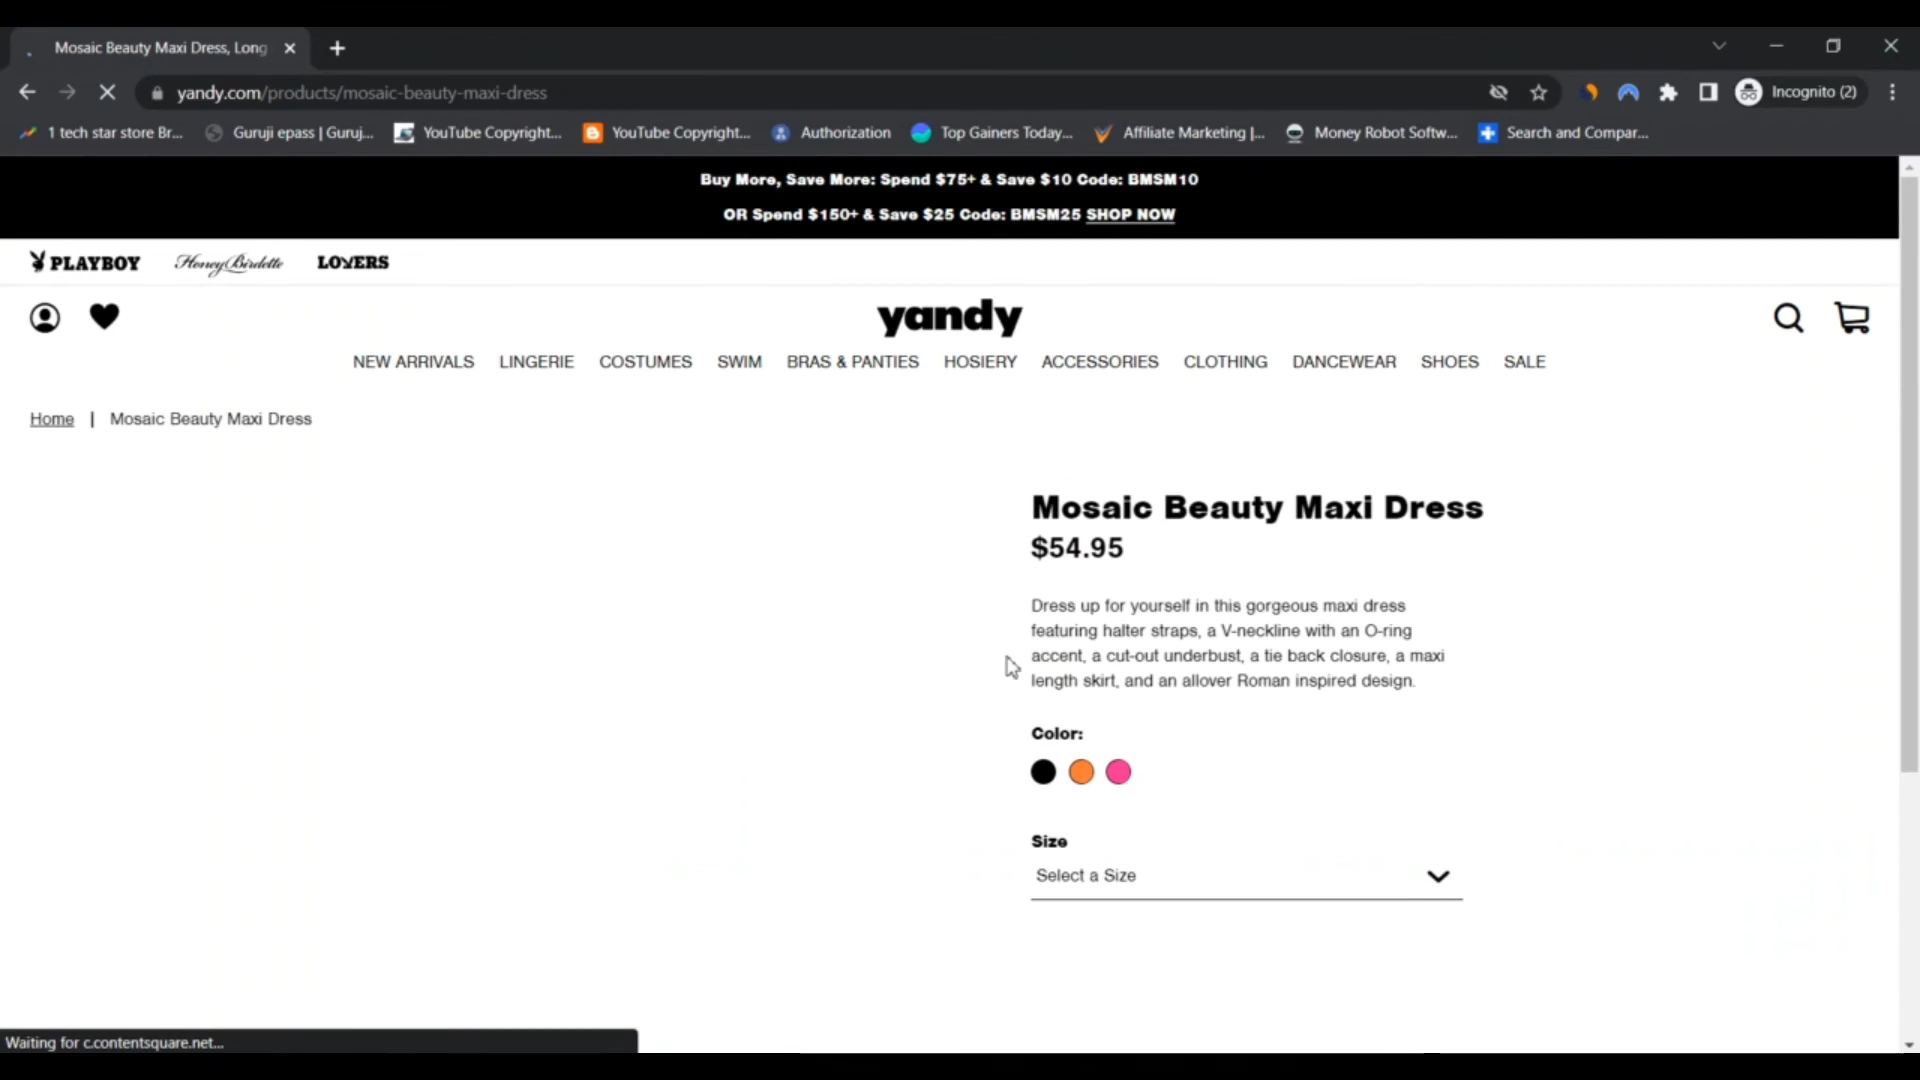 Mosaic Beauty Maxi Dress, Long
yandy.com/products/mosaic-beauty-maxi-dress
Incognito (2)
1 tech star store Br...
Guruji epass | Guruj...
YouTube Copyright...
YouTube Copyright...
Authorization
Top Gainers Today...
Affiliate Marketing |...
Money Robot Softw...
Search and Compar...
Buy More, Save More: Spend $75+ & Save $10 Code: BMSM10
OR Spend $150+ & Save $25 Code: BMSM25 SHOP NOW
PLAYBOY
Honey Birdette
LOVERS
yandy
NEW ARRIVALS
LINGERIE
COSTUMES
SWIM
BRAS & PANTIES
HOSIERY
ACCESSORIES
CLOTHING
DANCEWEAR
SHOES
SALE
Home | Mosaic Beauty Maxi Dress
Mosaic Beauty Maxi Dress
$54.95
Dress up for yourself in this gorgeous maxi dress
featuring halter straps, a V-neckline with an O-ring
accent, a cut-out underbust, a tie back closure, a maxi
length skirt, and an allover Roman inspired design.
Color:
Size
Select a Size
Waiting for c.contentsquare.net...